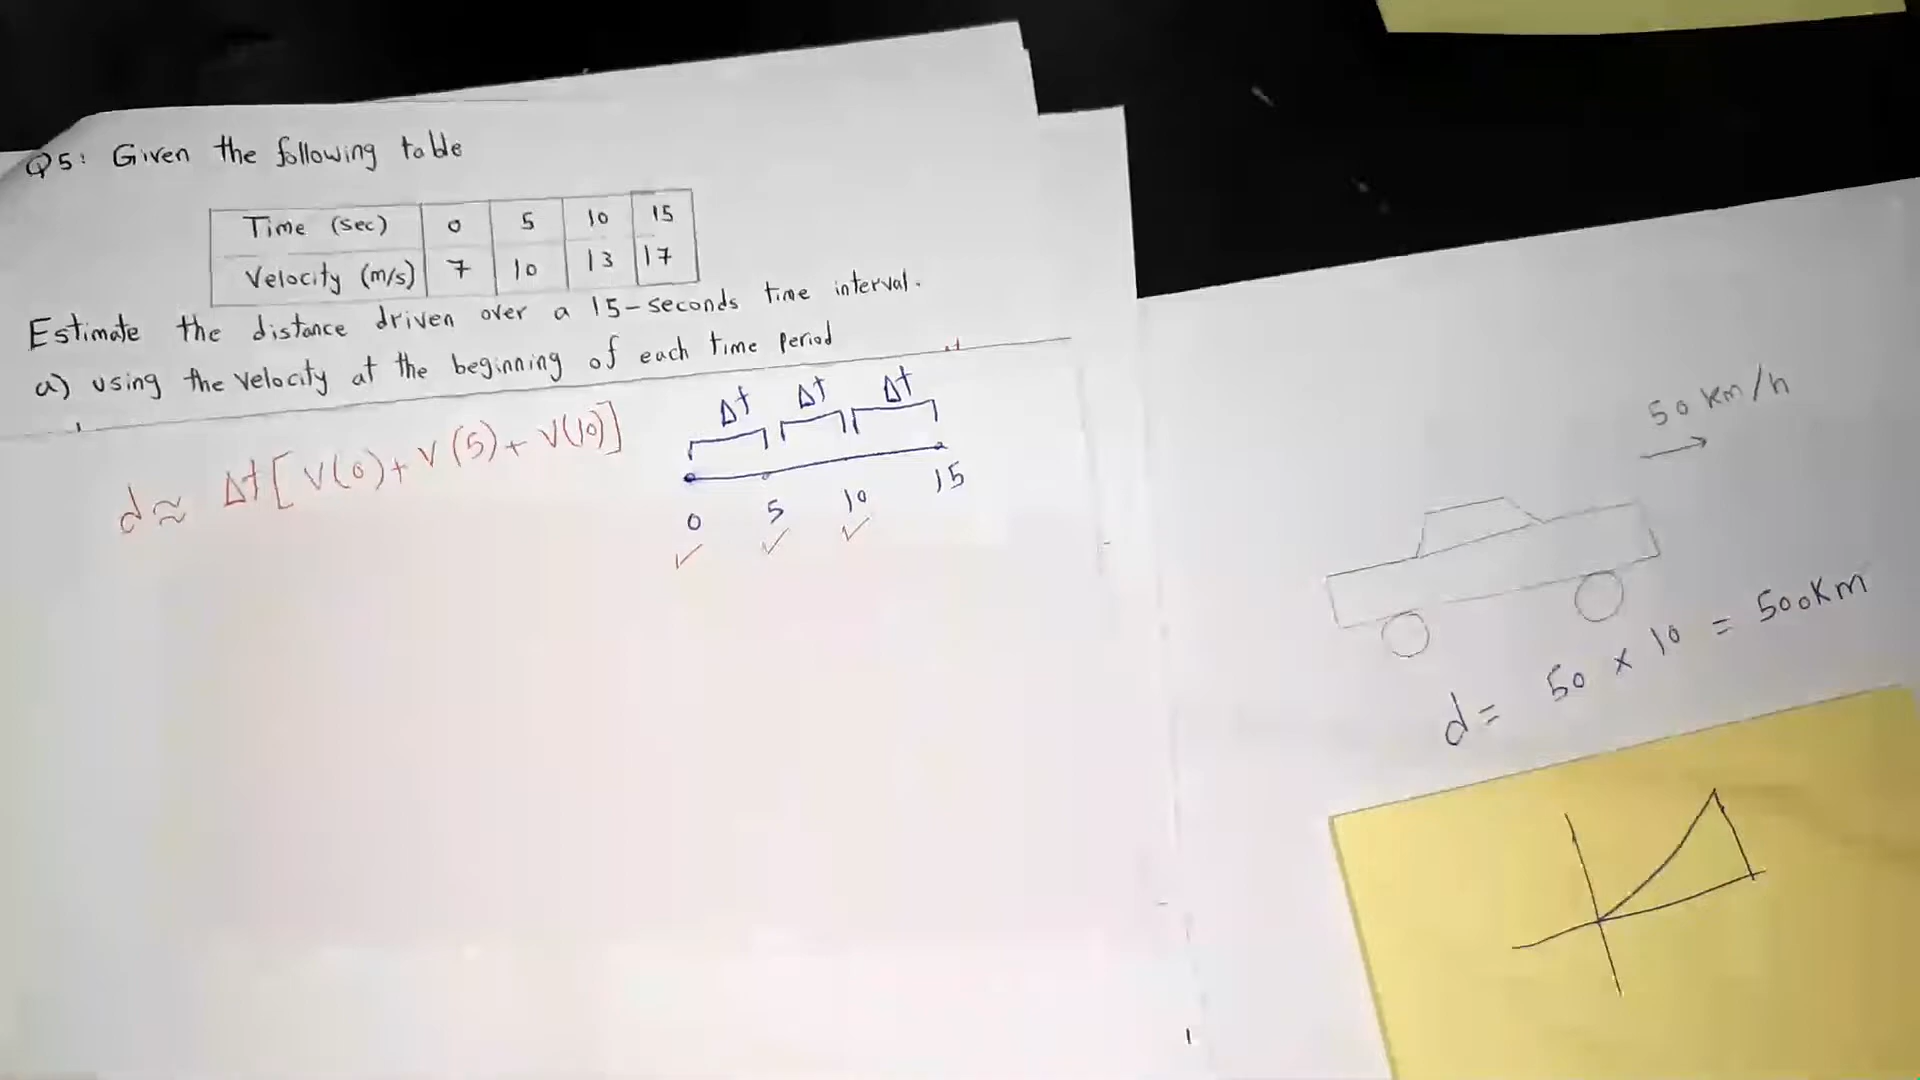 Q5: Given the following table
Time (sec) 0 5 10 15
Velocity (m/s) 7 10 13 17
Estimate the distance driven over a 15-seconds time interval.
a) using the velocity at the beginning of each time period
d ≈ Δt [ V(0) + V(5) + V(10) ]
Δt Δt Δt
0 5 10 15
✓ ✓ ✓
50 km/h
d = 50 × 10 = 500Km